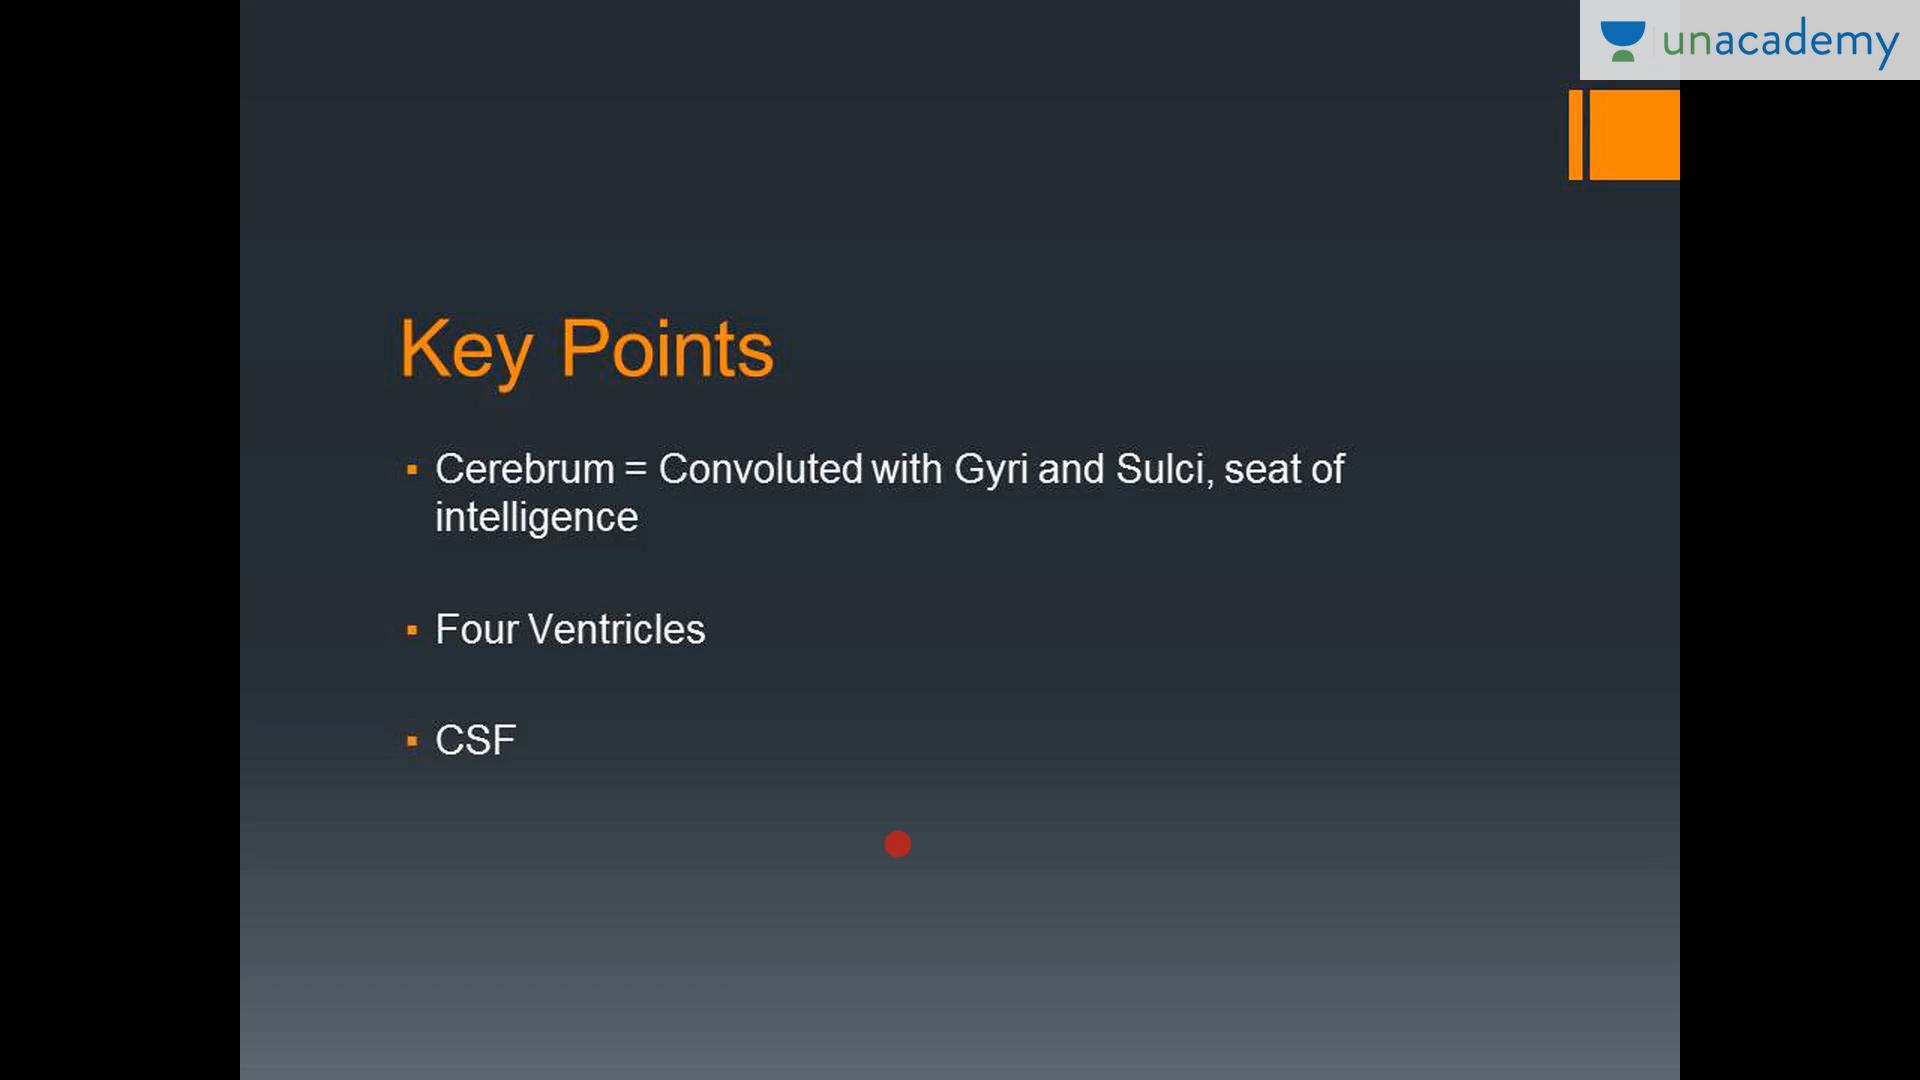 unacademy
Key Points
▪ Cerebrum = Convoluted with Gyri and Sulci, seat of
intelligence
▪ Four Ventricles
▪ CSF